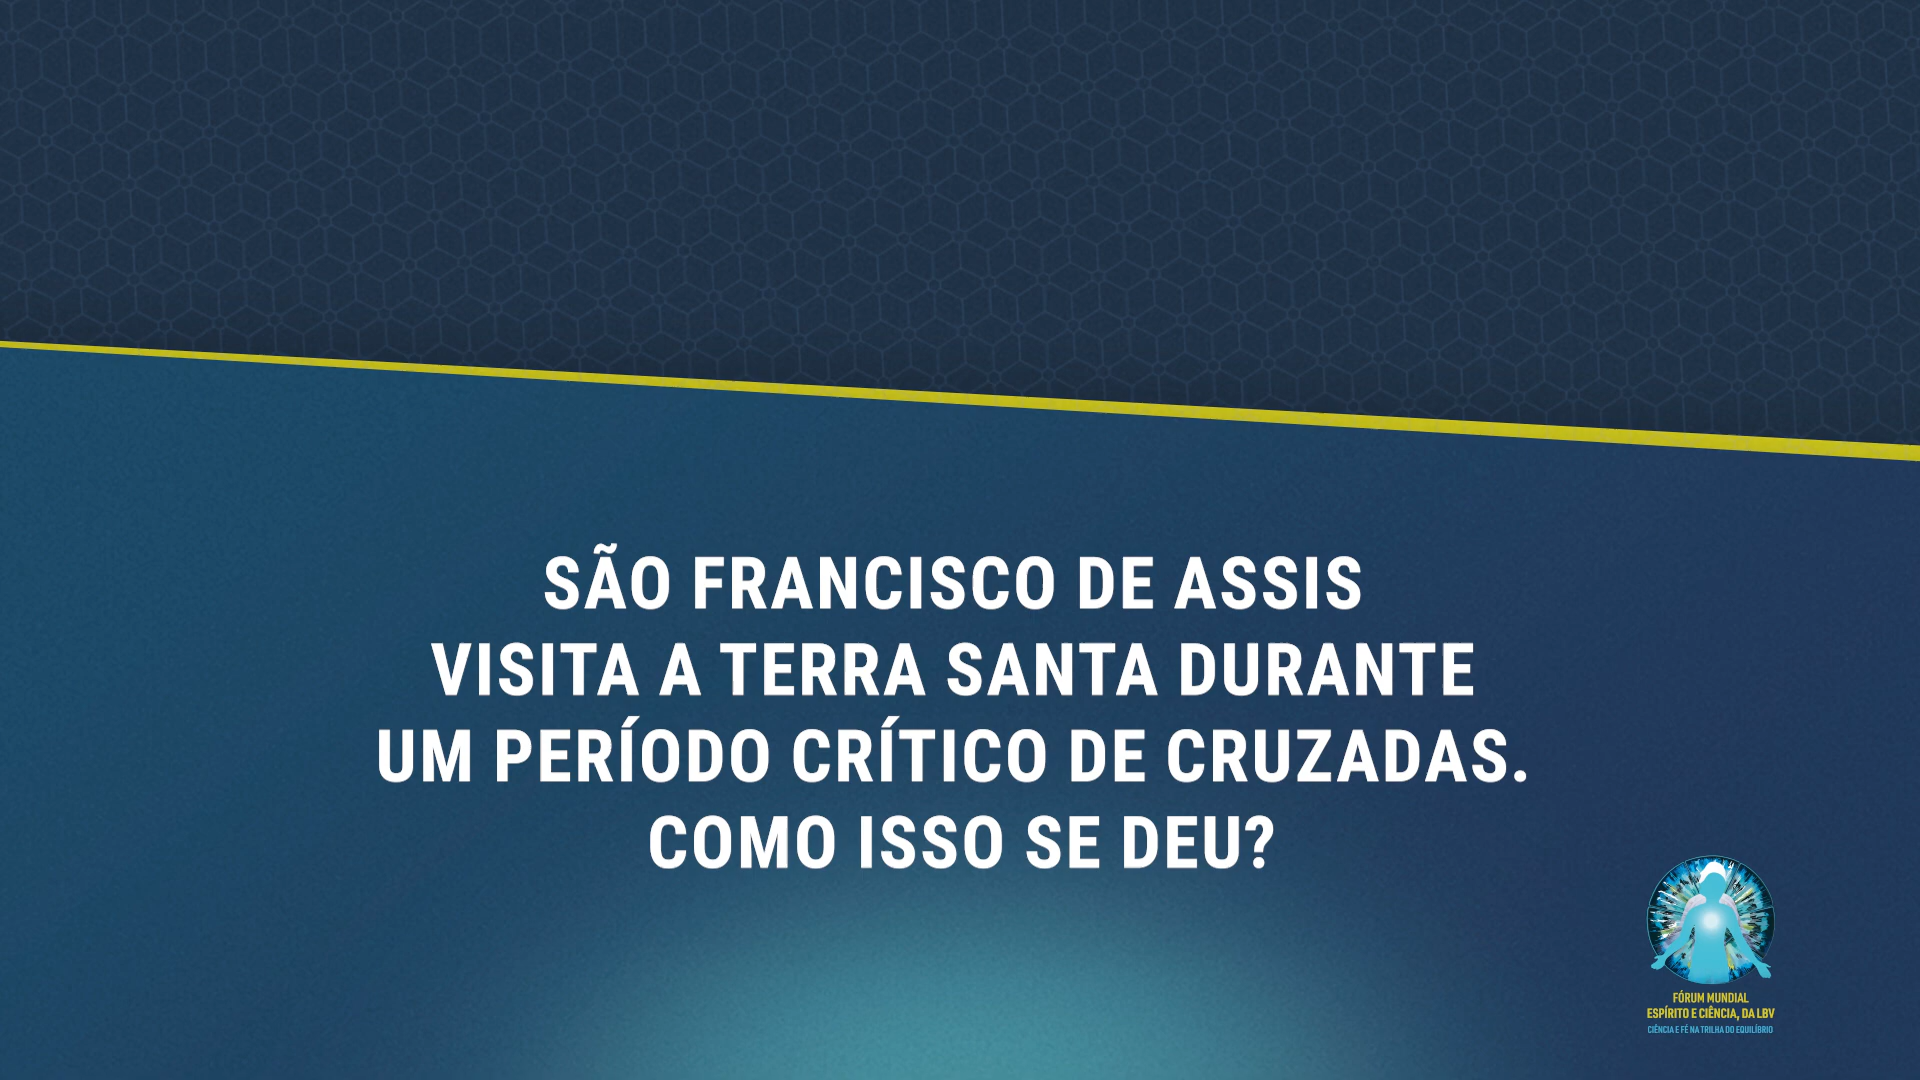 SÃO FRANCISCO DE ASSIS
VISITA A TERRA SANTA DURANTE
UM PERÍODO CRÍTICO DE CRUZADAS.
COMO ISSO SE DEU?
FÓRUM MUNDIAL
ESPÍRITO E CIÊNCIA, DA LBV
CIÊNCIA E FÉ NA TRILHA DO EQUILÍBRIO